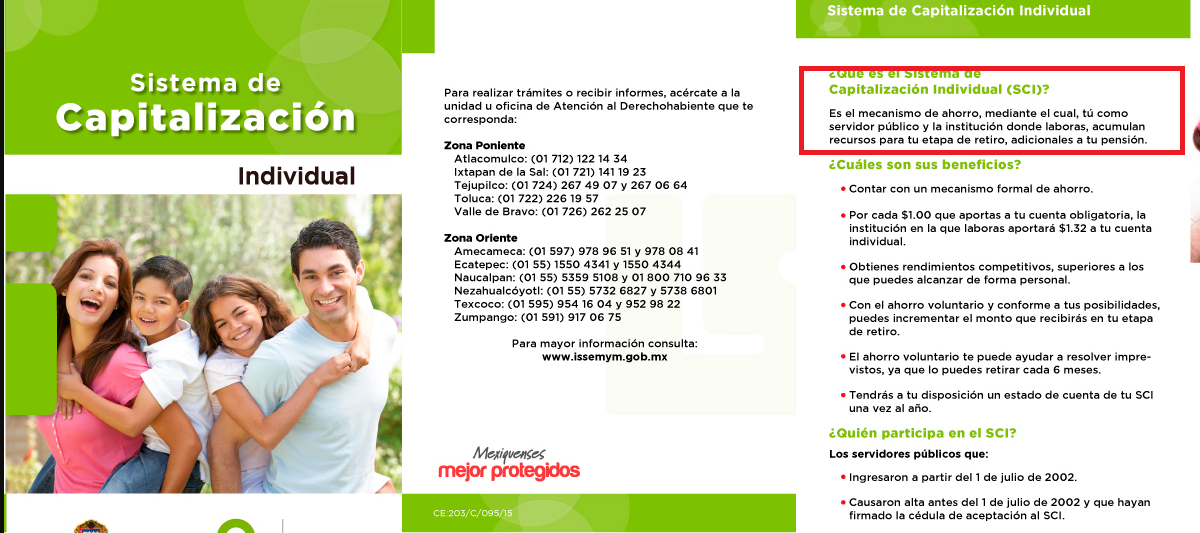 Sistema de
Capitalización
Individual
Para realizar trámites o recibir informes, acércate a la
unidad u oficina de Atención al Derechohabiente que te
corresponda:
Zona Poniente
Atlacomulco: (01 712) 122 14 34
Ixtapan de la Sal: (01 721) 141 19 23
Tejupilco: (01 724) 267 49 07 y 267 06 64
Toluca: (01 722) 226 19 57
Valle de Bravo: (01 726) 262 25 07
Zona Oriente
Amecameca: (01 597) 978 96 51 y 978 08 41
Ecatepec: (01 55) 1550 4341 y 1550 4344
Naucalpan: (01 55) 5359 5108 y 01 800 710 96 33
Nezahualcóyotl: (01 55) 5732 6827 y 5738 6801
Texcoco: (01 595) 954 16 04 y 952 98 22
Zumpango: (01 591) 917 06 75
Para mayor información consulta:
www.issemym.gob.mx
Mexiquenses
mejor protegidos
CE:203/C/095/15
Sistema de Capitalización Individual
¿Qué es el Sistema de
Capitalización Individual (SCI)?
Es el mecanismo de ahorro, mediante el cual, tú como
servidor público y la institución donde laboras, acumulan
recursos para tu etapa de retiro, adicionales a tu pensión.
¿Cuáles son sus beneficios?
• Contar con un mecanismo formal de ahorro.
• Por cada $1.00 que aportas a tu cuenta obligatoria, la
institución en la que laboras aportará $1.32 a tu cuenta
individual.
• Obtienes rendimientos competitivos, superiores a los
que puedes alcanzar de forma personal.
• Con el ahorro voluntario y conforme a tus posibilidades,
puedes incrementar el monto que recibirás en tu etapa
de retiro.
• El ahorro voluntario te puede ayudar a resolver impre-
vistos, ya que lo puedes retirar cada 6 meses.
• Tendrás a tu disposición un estado de cuenta de tu SCI
una vez al año.
¿Quién participa en el SCI?
Los servidores públicos que:
• Ingresaron a partir del 1 de julio de 2002.
• Causaron alta antes del 1 de julio de 2002 y que hayan
firmado la cédula de aceptación al SCI.